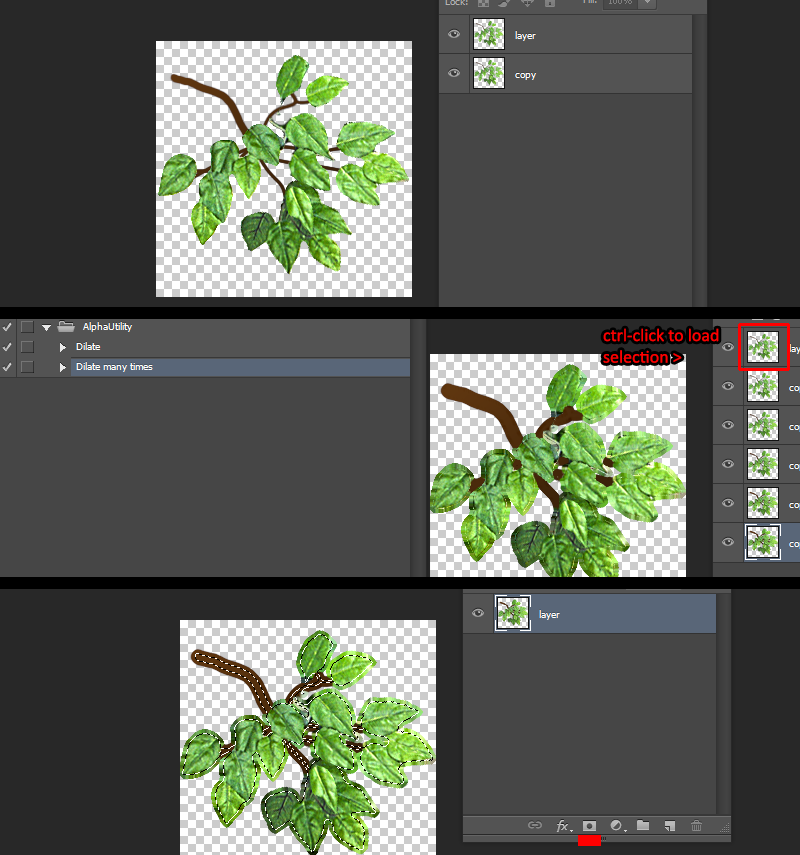 Lock:
Fill: 100%
layer
copy
AlphaUtility
Dilate
Dilate many times
ctrl-click to load
selection >
lay
co
co
co
co
co
layer
fx